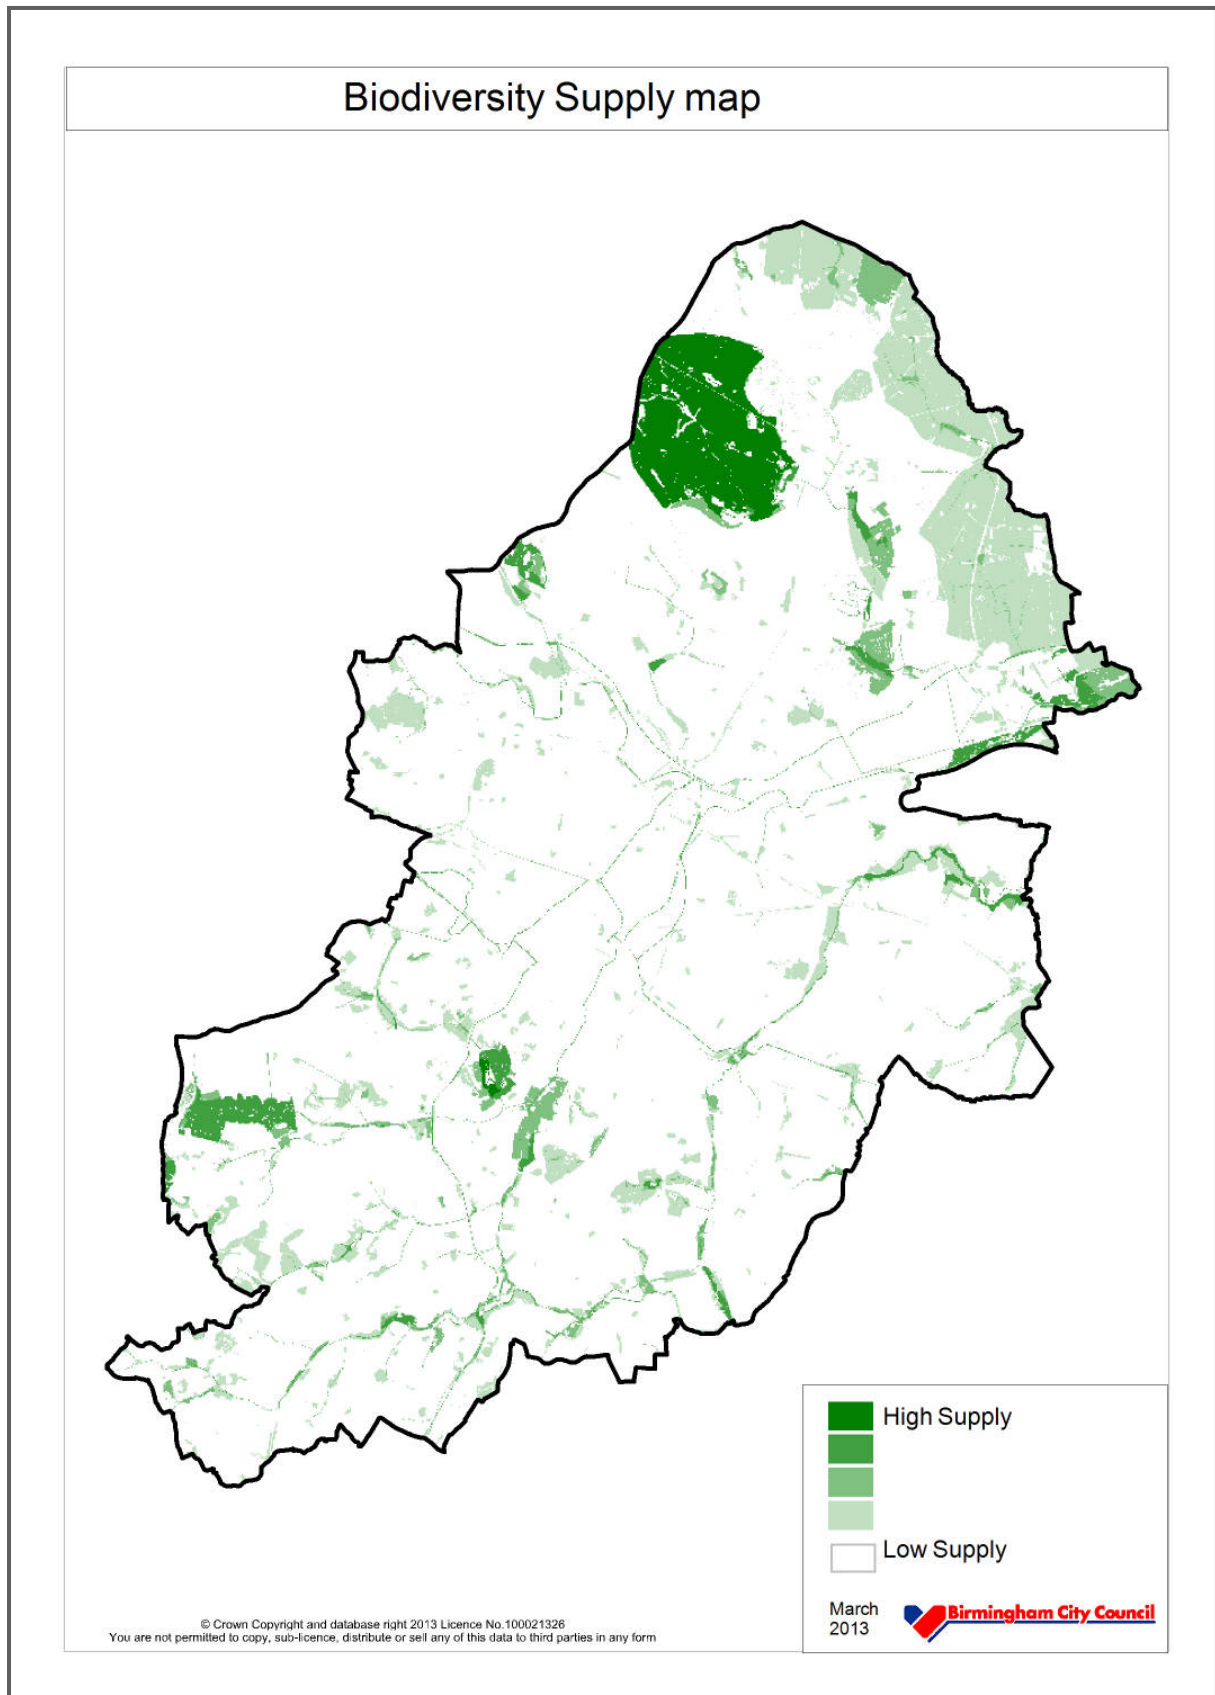 Biodiversity Supply map
High Supply
Low Supply
March
2013
Birmingham City Council
© Crown Copyright and database right 2013 Licence No.100021326
You are not permitted to copy, sub-licence, distribute or sell any of this data to third parties in any form